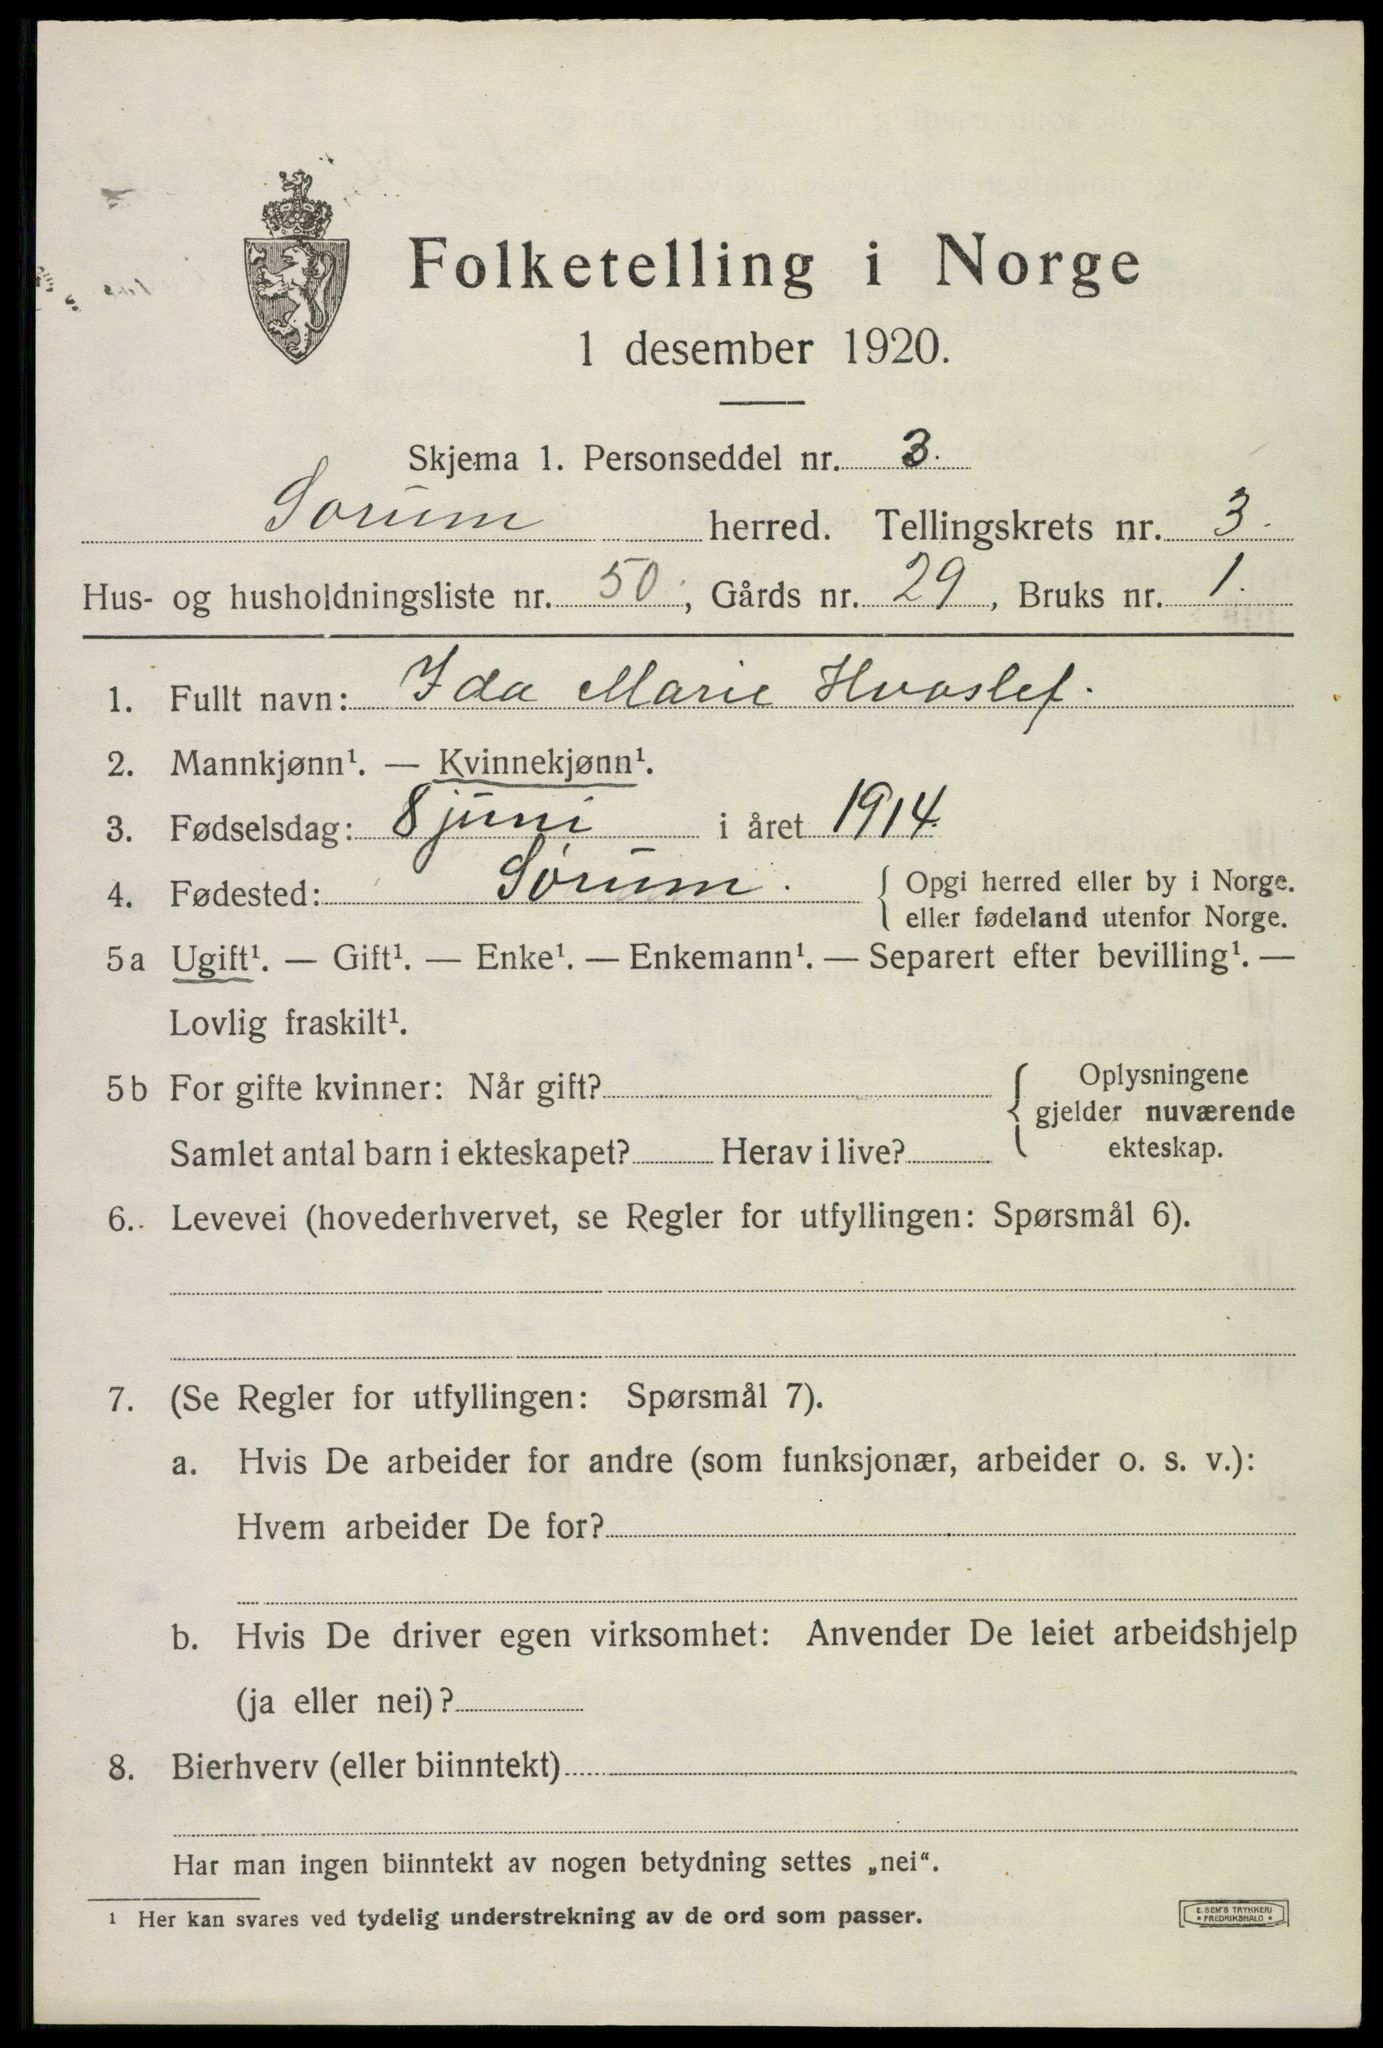 Folketelling i Norge
1 desember 1920.
Skjema 1. Personseddel nr. 3.
Sorum herred. Tellingskrets nr. 3.
Hus- og husholdningsliste nr. 50, Gårds nr. 29, Bruks nr. 1.
1. Fullt navn: Ida Marie Hvoslef.
2. Mannkjønn¹. — Kvinnekjønn¹.
3. Fødselsdag: 8 juni i året 1914.
4. Fødested: Sørum. { Opgi herred eller by i Norge.
eller fødeland utenfor Norge.
5a Ugift¹. — Gift¹. — Enke¹. — Enkemann¹. — Separert efter bevilling¹. —
Lovlig fraskilt¹.
5b For gifte kvinner: Når gift? { Oplysningene
gjelder nuværende
Samlet antal barn i ekteskapet? Herav i live? ekteskap.
6. Levevei (hovederhvervet, se Regler for utfyllingen: Spørsmål 6).
7. (Se Regler for utfyllingen: Spørsmål 7).
a. Hvis De arbeider for andre (som funksjonær, arbeider o. s. v.):
Hvem arbeider De for?
b. Hvis De driver egen virksomhet: Anvender De leiet arbeidshjelp
(ja eller nei)?
8. Bierhverv (eller biinntekt)
Har man ingen biinntekt av nogen betydning settes „nei“.
1 Her kan svares ved tydelig understrekning av de ord som passer.
E. SEM'S TRYKKERI
• FREDRIKSHALD •